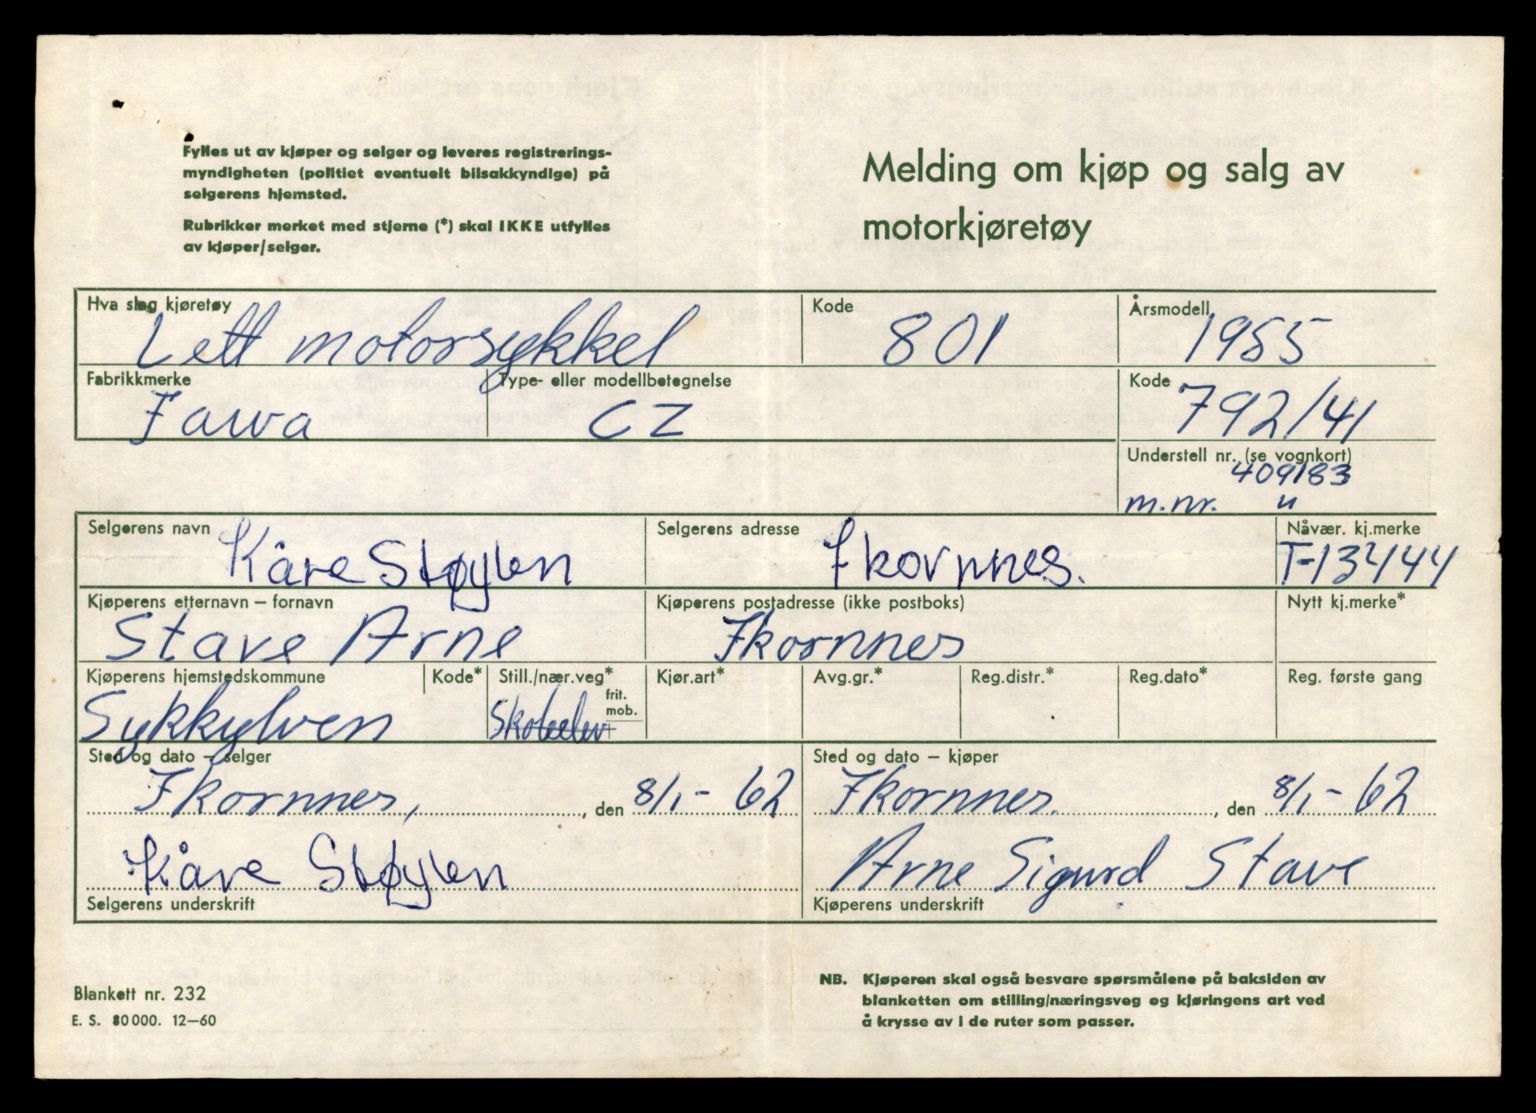 Fylles ut av kjøper og selger og leveres registrerings-
myndigheten (politiet eventuelt bilsakkyndige) på
selgerens hjemsted.
Rubrikker merket med stjerne (*) skal IKKE utfylles
av kjøper/selger.
Melding om kjøp og salg av
motorkjøretøy
Hva slag kjøretøy
Lett motorsykkel
Kode
801
Årsmodell
1955
Fabrikkmerke
Jawa
Type- eller modellbetegnelse
CZ
Kode
792/41
Understell nr. (se vognkort)
409183
m.nr. "
Selgerens navn
Kåre Støylen
Selgerens adresse
Ikornnes.
Nåvær. kj.merke
T-13444
Kjøperens etternavn – fornavn
Stave Arne
Kjøperens postadresse (ikke postboks)
Ikornnes
Nytt kj.merke*
Kjøperens hjemstedskommune
Sykkylven
Kode*
Still./nær.veg*
frit.
mob.
Skoleelev
Kjør.art*
Avg.gr.*
Reg.distr.*
Reg.dato*
Reg. første gang
Sted og dato – selger
Ikornnes, , den 8/1-62
Sted og dato – kjøper
Ikornnes. , den 8/1-62
Kåre Støylen
Selgerens underskrift
Arne Sigurd Stave
Kjøperens underskrift
Blankett nr. 232
E. S. 80 000. 12–60
NB. Kjøperen skal også besvare spørsmålene på baksiden av
blanketten om stilling/næringsveg og kjøringens art ved
å krysse av i de ruter som passer.